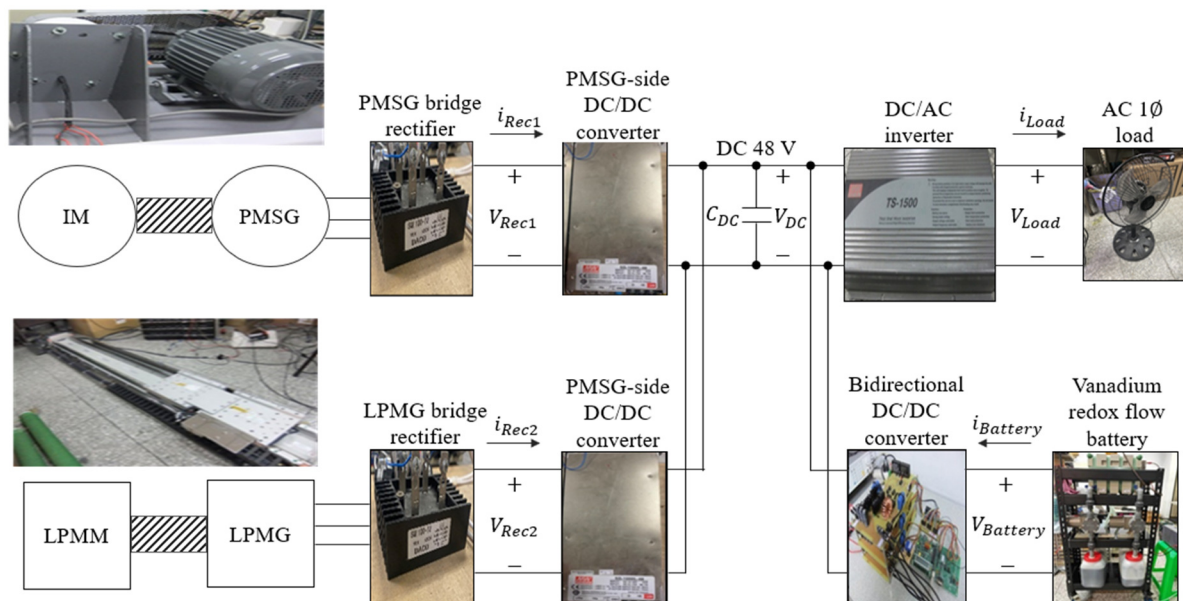 PMSG bridge
rectifier
i_Rec1
PMSG-side
DC/DC
converter
DC 48 V
DC/AC
inverter
i_Load
AC 1Ø
load
IM
PMSG
+
V_Rec1
−
C_DC
+
V_DC
−
TS-1500
+
V_Load
−
LPMG bridge
rectifier
i_Rec2
PMSG-side
DC/DC
converter
Bidirectional
DC/DC
converter
i_Battery
Vanadium
redox flow
battery
LPMM
LPMG
+
V_Rec2
−
+
V_Battery
−